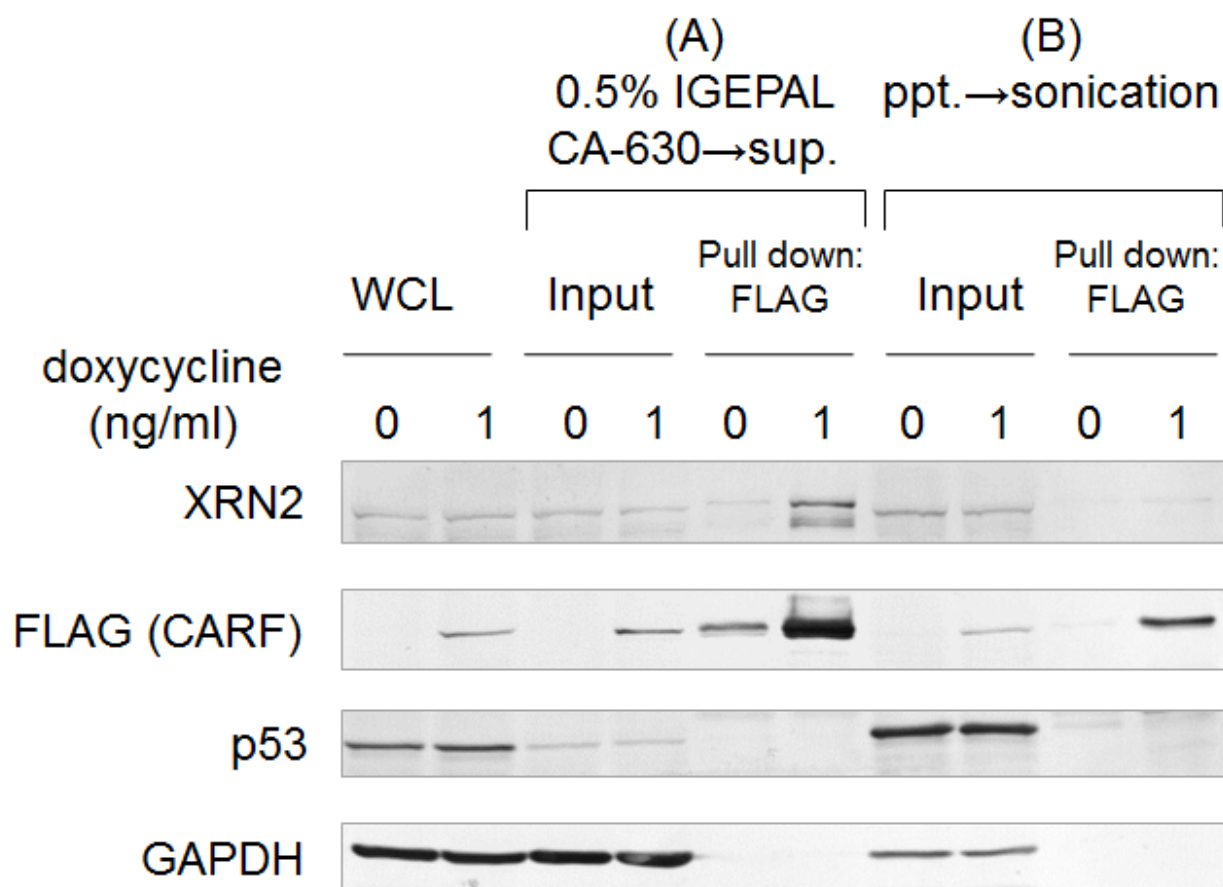 (A) (B)
0.5% IGEPAL ppt.→sonication
CA-630→sup.
Pull down: Pull down:
WCL Input FLAG Input FLAG
doxycycline
(ng/ml) 0 1 0 1 0 1 0 1 0 1
XRN2
FLAG (CARF)
p53
GAPDH